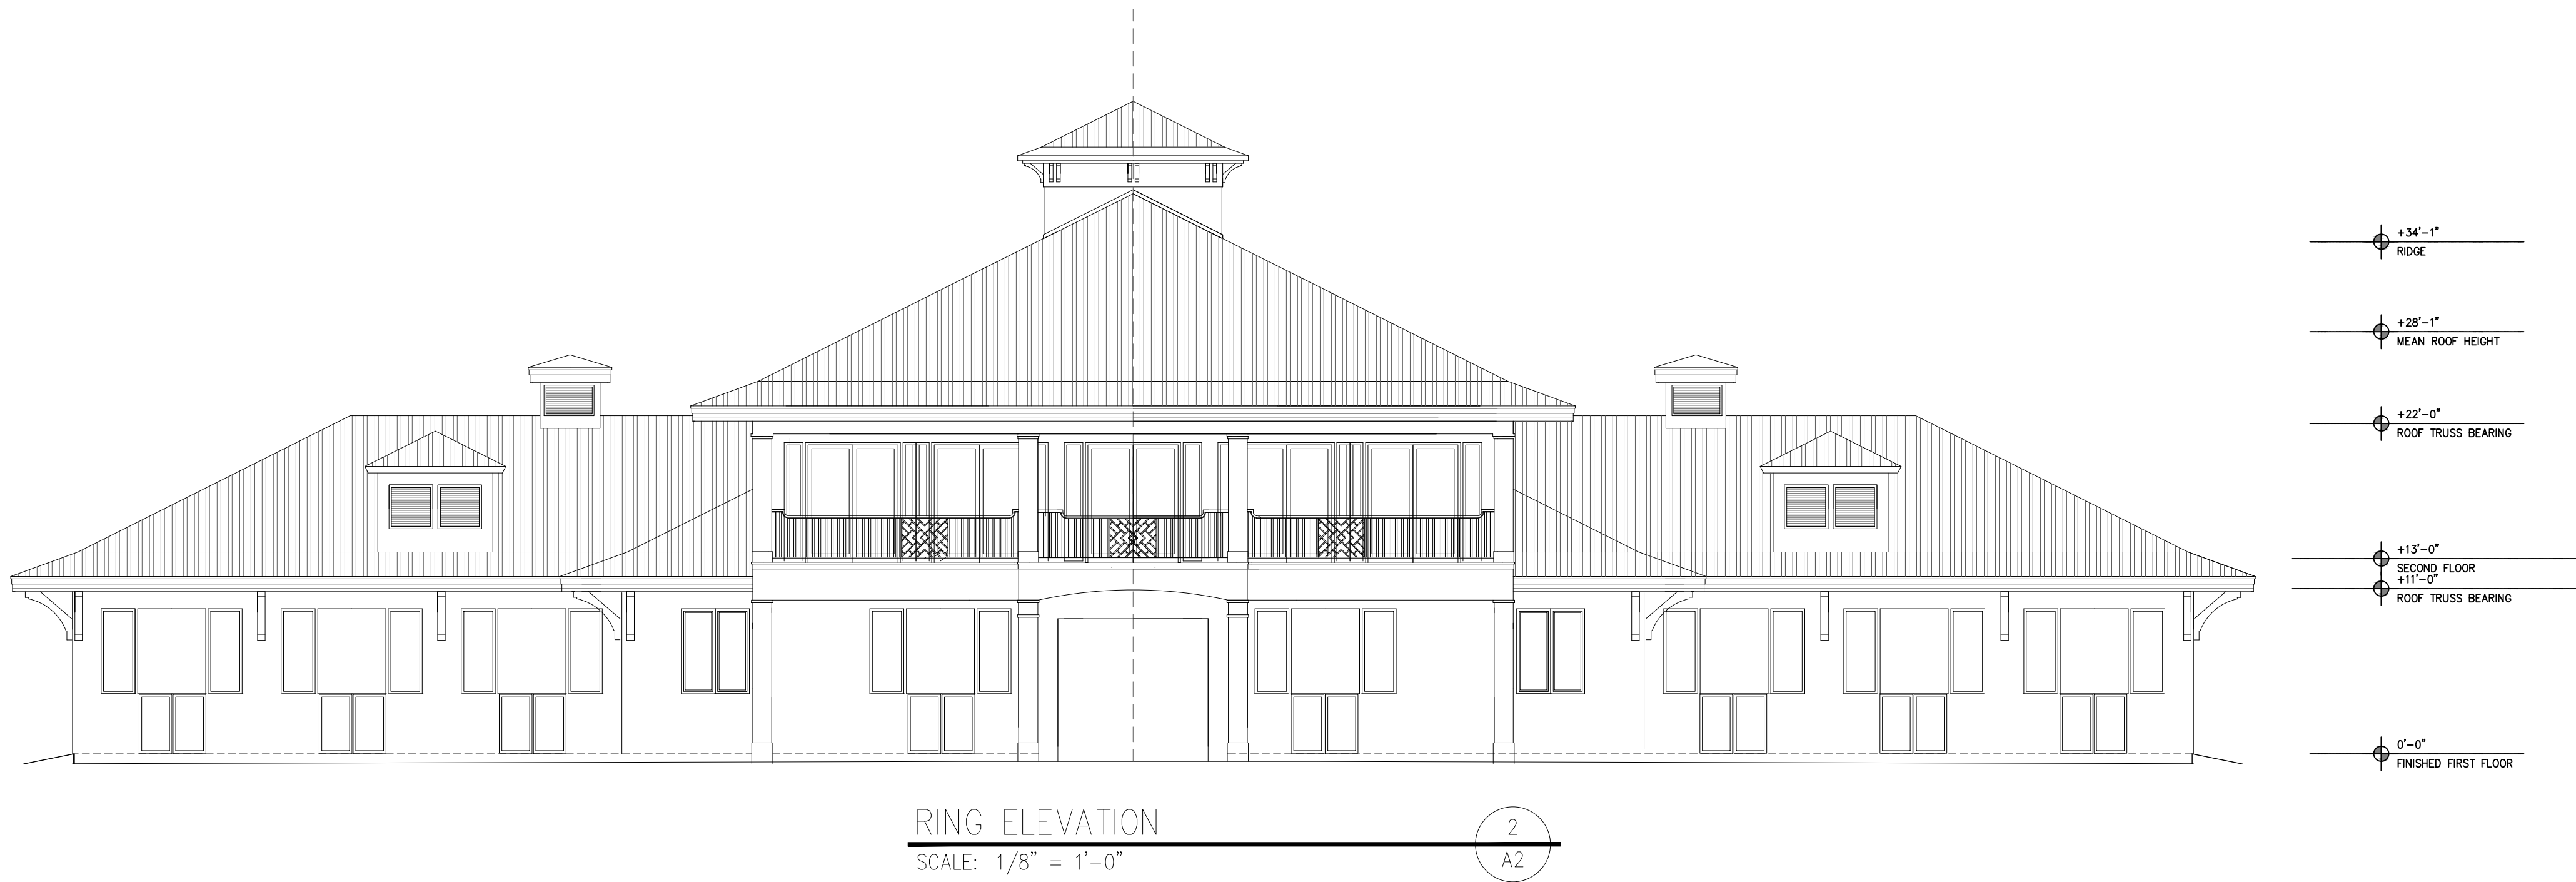 +34'-1"
RIDGE
+28'-1"
MEAN ROOF HEIGHT
+22'-0"
ROOF TRUSS BEARING
+13'-0"
SECOND FLOOR
+11'-0"
ROOF TRUSS BEARING
0'-0"
FINISHED FIRST FLOOR
RING ELEVATION
2
A2
SCALE: 1/8" = 1'-0"